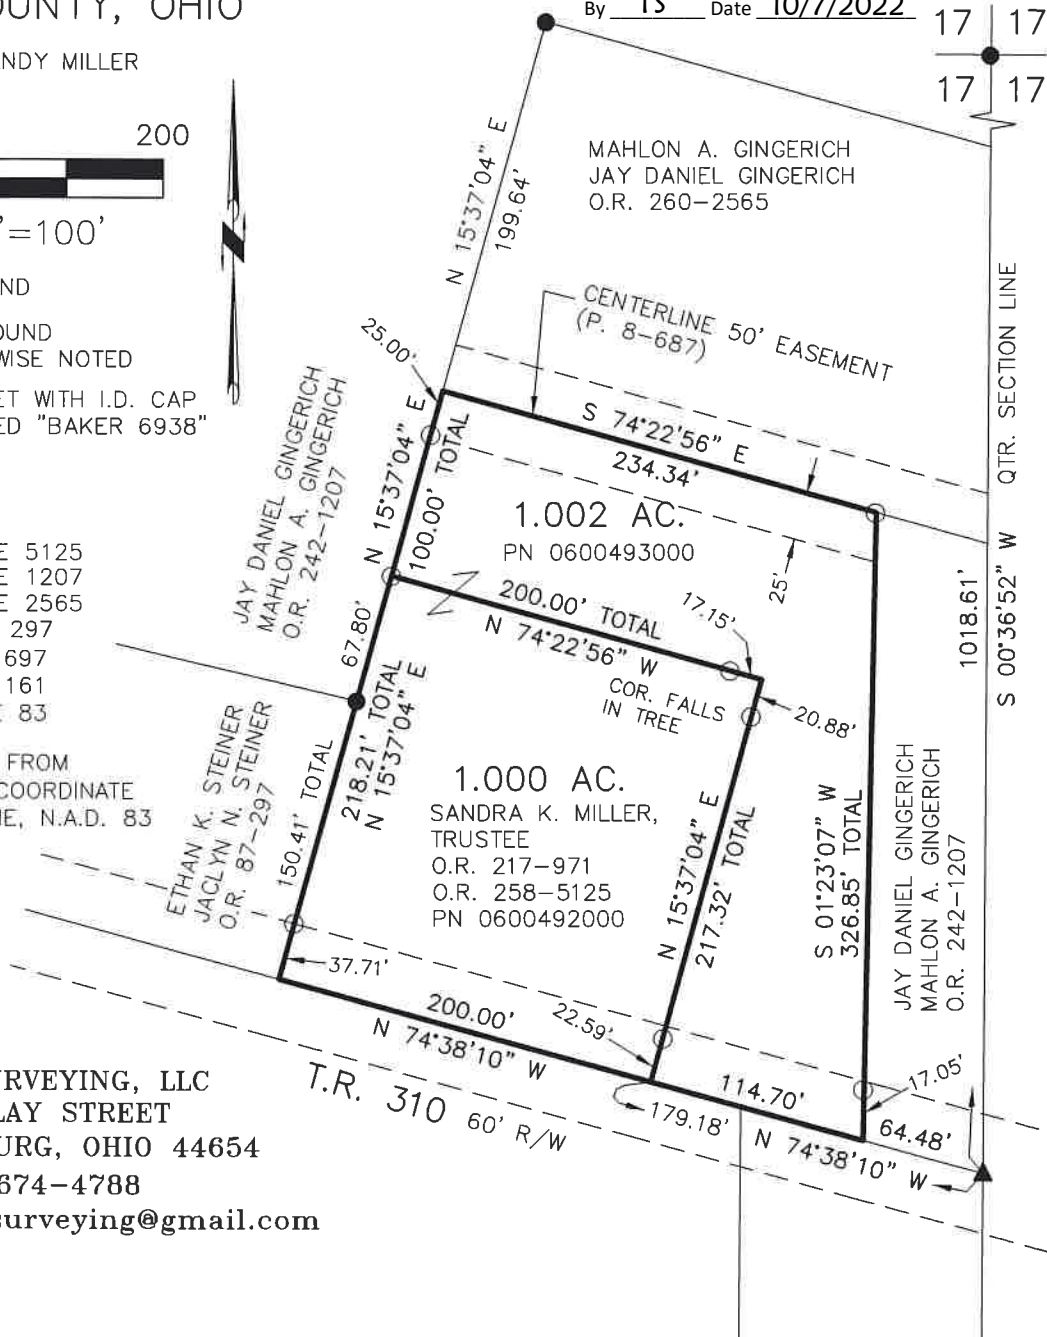 OUNTY, OHIO
By TS Date 10/7/2022
NDY MILLER
200
'=100'
ND
OUND
WISE NOTED
ET WITH I.D. CAP
ED "BAKER 6938"
E 5125
E 1207
E 2565
297
697
161
E 83
FROM
COORDINATE
NE, N.A.D. 83
17 17
17 17
MAHLON A. GINGERICH
JAY DANIEL GINGERICH
O.R. 260-2565
N 15°37'04" E
199.64'
CENTERLINE 50' EASEMENT
(P. 8-687)
25.00'
JAY DANIEL GINGERICH
MAHLON A. GINGERICH
O.R. 242-1207
N 15°37'04" E
100.00' TOTAL
S 74°22'56" E
234.34'
1.002 AC.
PN 0600493000
25'
QTR. SECTION LINE
S 00°36'52" W
1018.61'
200.00' TOTAL
N 74°22'56" W
17.15'
COR. FALLS
IN TREE
20.88'
67.80'
218.21' TOTAL
N 15°37'04" E
150.41' TOTAL
ETHAN K. STEINER
JACLYN N. STEINER
O.R. 87-297
1.000 AC.
SANDRA K. MILLER,
TRUSTEE
O.R. 217-971
O.R. 258-5125
PN 0600492000
N 15°37'04" E
217.32' TOTAL
S 01°23'07" W
326.85' TOTAL
JAY DANIEL GINGERICH
MAHLON A. GINGERICH
O.R. 242-1207
37.71'
200.00'
N 74°38'10" W
22.59'
114.70'
17.05'
179.18'
64.48'
N 74°38'10" W
T.R. 310 60' R/W
URVEYING, LLC
LAY STREET
URG, OHIO 44654
674-4788
surveying@gmail.com